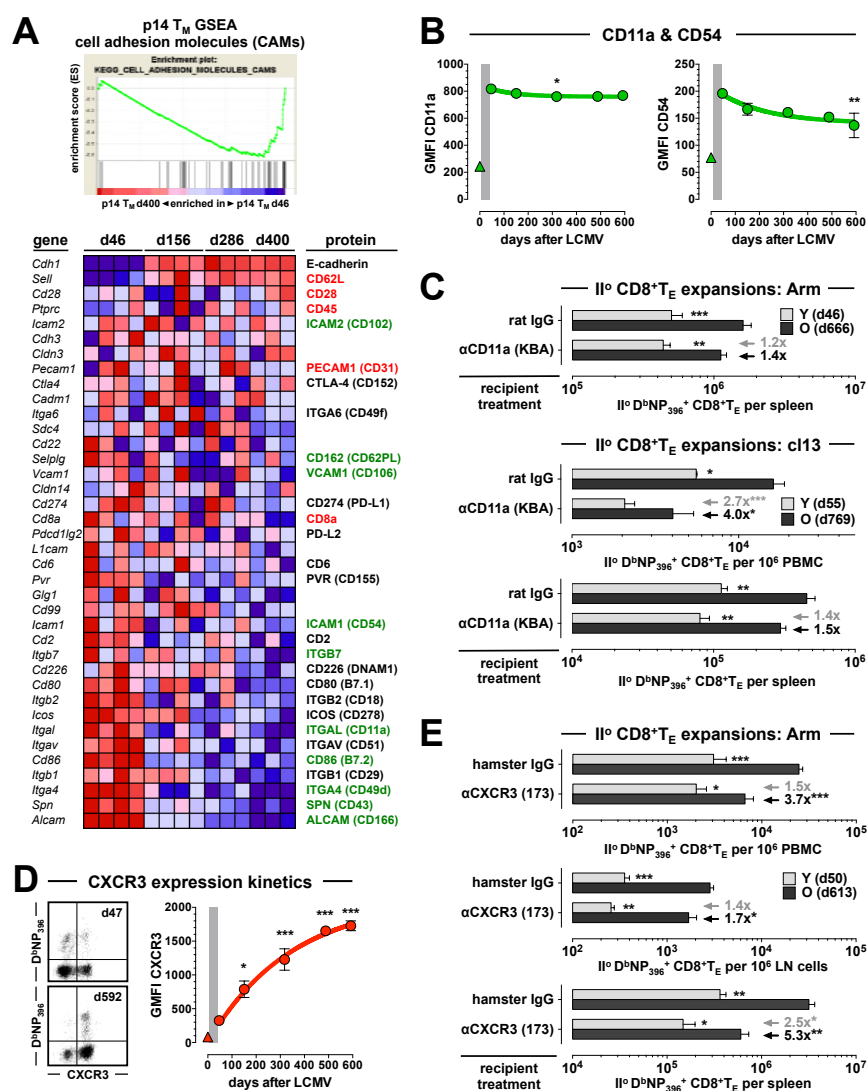 A
p14 TM GSEA
cell adhesion molecules (CAMs)
Enrichment plot:
KEGG_CELL_ADHESION_MOLECULES_CAMS
enrichment score (ES)
p14 TM d400 ◄enriched in► p14 TM d46
gene d46 d156 d286 d400 protein
Cdh1 E-cadherin
Sell CD62L
Cd28 CD28
Ptprc CD45
Icam2 ICAM2 (CD102)
Cdh3
Cldn3
Pecam1 PECAM1 (CD31)
Ctla4 CTLA-4 (CD152)
Cadm1
Itga6 ITGA6 (CD49f)
Sdc4
Cd22
Selplg CD162 (CD62PL)
Vcam1 VCAM1 (CD106)
Cldn14
Cd274 CD274 (PD-L1)
Cd8a CD8a
Pdcd1lg2 PD-L2
L1cam
Cd6 CD6
Pvr PVR (CD155)
Glg1
Cd99
Icam1 ICAM1 (CD54)
Cd2 CD2
Itgb7 ITGB7
Cd226 CD226 (DNAM1)
Cd80 CD80 (B7.1)
Itgb2 ITGB2 (CD18)
Icos ICOS (CD278)
Itgal ITGAL (CD11a)
Itgav ITGAV (CD51)
Cd86 CD86 (B7.2)
Itgb1 ITGB1 (CD29)
Itga4 ITGA4 (CD49d)
Spn SPN (CD43)
Alcam ALCAM (CD166)
B
CD11a & CD54
GMFI CD11a
1000
800
600
400
200
0
*
0 100 200 300 400 500 600
days after LCMV
GMFI CD54
250
200
150
100
50
0
**
0 100 200 300 400 500 600
days after LCMV
C
IIº CD8⁺TE expansions: Arm
Y (d46)
O (d666)
rat IgG ***
αCD11a (KBA) ** 1.2x
1.4x
recipient treatment
10⁵ 10⁶ 10⁷
IIº DᵇNP396⁺ CD8⁺TE per spleen
IIº CD8⁺TE expansions: cl13
rat IgG *
αCD11a (KBA) 2.7x***
4.0x*
Y (d55)
O (d769)
10³ 10⁴
IIº DᵇNP396⁺ CD8⁺TE per 10⁶ PBMC
rat IgG **
αCD11a (KBA) ** 1.4x
1.5x
recipient treatment
10⁴ 10⁵ 10⁶
IIº DᵇNP396⁺ CD8⁺TE per spleen
D
CXCR3 expression kinetics
DᵇNP396
d47
DᵇNP396
d592
CXCR3
GMFI CXCR3
2000
1500
1000
500
0
* *** *** ***
0 100 200 300 400 500 600
days after LCMV
E
IIº CD8⁺TE expansions: Arm
hamster IgG ***
αCXCR3 (173) * 1.5x
3.7x***
10² 10³ 10⁴ 10⁵
IIº DᵇNP396⁺ CD8⁺TE per 10⁶ PBMC
hamster IgG ***
αCXCR3 (173) ** 1.4x
1.7x*
Y (d50)
O (d613)
10² 10³ 10⁴ 10⁵ 10⁶
IIº DᵇNP396⁺ CD8⁺TE per 10⁶ LN cells
hamster IgG **
αCXCR3 (173) * 2.5x*
5.3x**
recipient treatment
10² 10³ 10⁴ 10⁵
IIº DᵇNP396⁺ CD8⁺TE per spleen